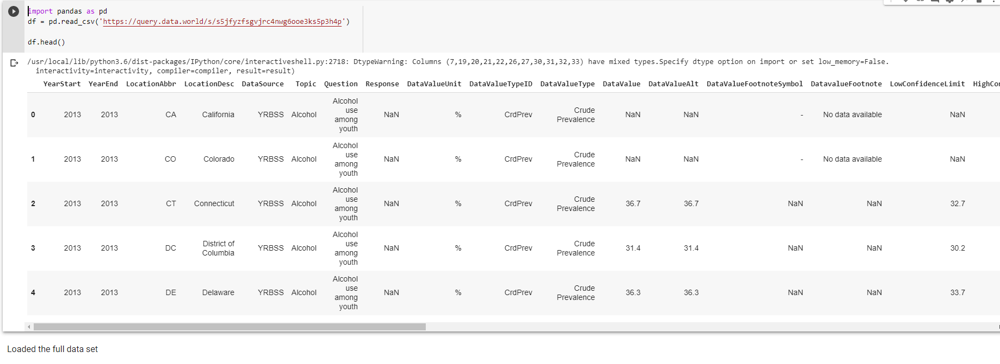 import pandas as pd
df = pd.read_csv('https://query.data.world/s/s5jfyzfsgvjrc4nwg6ooe3ks5p3h4p')
df.head()
/usr/local/lib/python3.6/dist-packages/IPython/core/interactiveshell.py:2718: DtypeWarning: Columns (7,19,20,21,22,26,27,30,31,32,33) have mixed types.Specify dtype option on import or set low_memory=False.
interactivity=interactivity, compiler=compiler, result=result)
YearStart YearEnd LocationAbbr LocationDesc DataSource Topic Question Response DataValueUnit DataValueTypeID DataValueType DataValue DataValueAlt DataValueFootnoteSymbol DatavalueFootnote LowConfidenceLimit HighCon
0 2013 2013 CA California YRBSS Alcohol Alcohol use among youth NaN % CrdPrev Crude Prevalence NaN NaN - No data available NaN
1 2013 2013 CO Colorado YRBSS Alcohol Alcohol use among youth NaN % CrdPrev Crude Prevalence NaN NaN - No data available NaN
2 2013 2013 CT Connecticut YRBSS Alcohol Alcohol use among youth NaN % CrdPrev Crude Prevalence 36.7 36.7 NaN NaN 32.7
3 2013 2013 DC District of Columbia YRBSS Alcohol Alcohol use among youth NaN % CrdPrev Crude Prevalence 31.4 31.4 NaN NaN 30.2
4 2013 2013 DE Delaware YRBSS Alcohol Alcohol use among youth NaN % CrdPrev Crude Prevalence 36.3 36.3 NaN NaN 33.7
Loaded the full data set